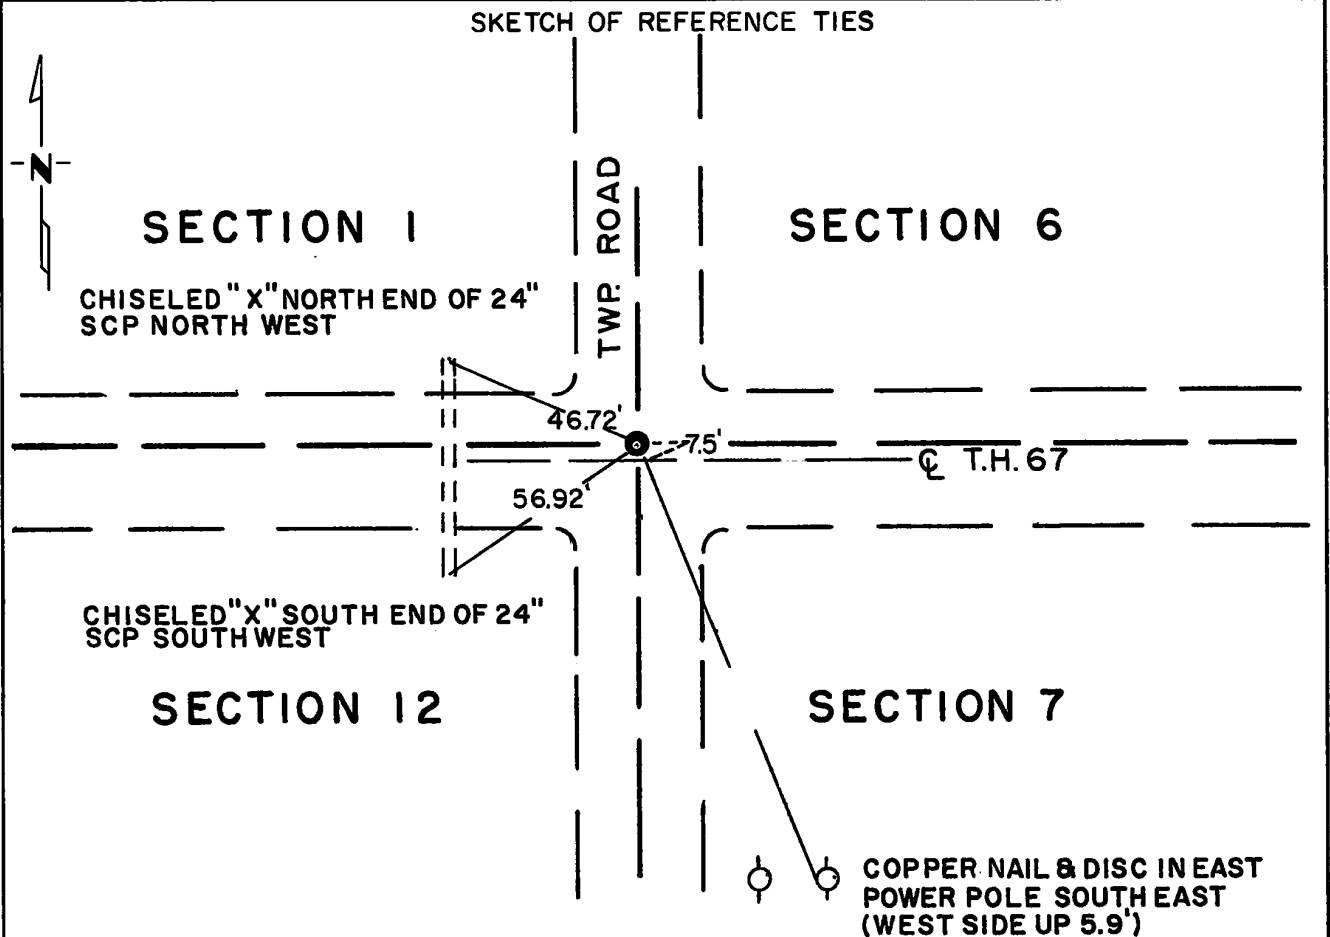 SKETCH OF REFERENCE TIES
N
TWP. ROAD
SECTION 1
SECTION 6
CHISELED "X" NORTH END OF 24"
SCP NORTH WEST
46.72'
7.5'
℄ T.H. 67
56.92'
CHISELED "X" SOUTH END OF 24"
SCP SOUTH WEST
SECTION 12
SECTION 7
COPPER NAIL & DISC IN EAST
POWER POLE SOUTH EAST
(WEST SIDE UP 5.9')